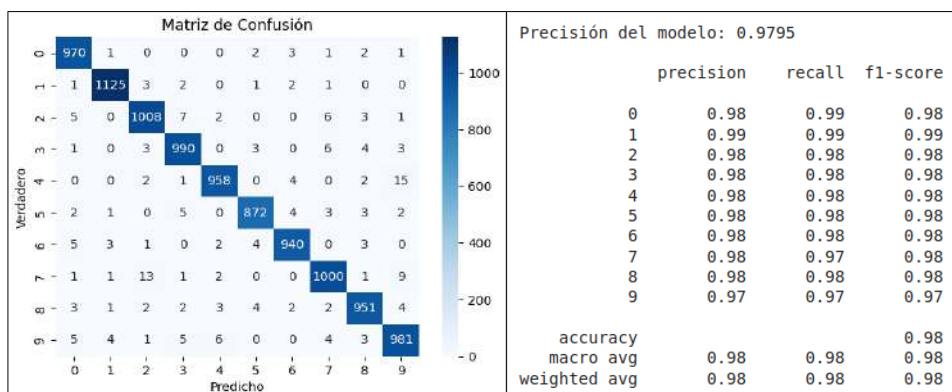 Matriz de Confusión
0 970 1 0 0 0 2 3 1 2 1
1 1 1125 3 2 0 1 2 1 0 0
2 5 0 1008 7 2 0 0 6 3 1
3 1 0 3 990 0 3 0 6 4 3
4 0 0 2 1 958 0 4 0 2 15
5 2 1 0 5 0 872 4 3 3 2
6 5 3 1 0 2 4 940 0 3 0
7 1 1 13 1 2 0 0 1000 1 9
8 3 1 2 2 3 4 2 2 951 4
9 5 4 1 5 6 0 0 4 3 981
0 1 2 3 4 5 6 7 8 9
Verdadero
Predicho
1000
800
600
400
200
0
Precisión del modelo: 0.9795
precision recall f1-score
0 0.98 0.99 0.98
1 0.99 0.99 0.99
2 0.98 0.98 0.98
3 0.98 0.98 0.98
4 0.98 0.98 0.98
5 0.98 0.98 0.98
6 0.98 0.98 0.98
7 0.98 0.97 0.98
8 0.98 0.98 0.98
9 0.97 0.97 0.97
accuracy 0.98
macro avg 0.98 0.98 0.98
weighted avg 0.98 0.98 0.98